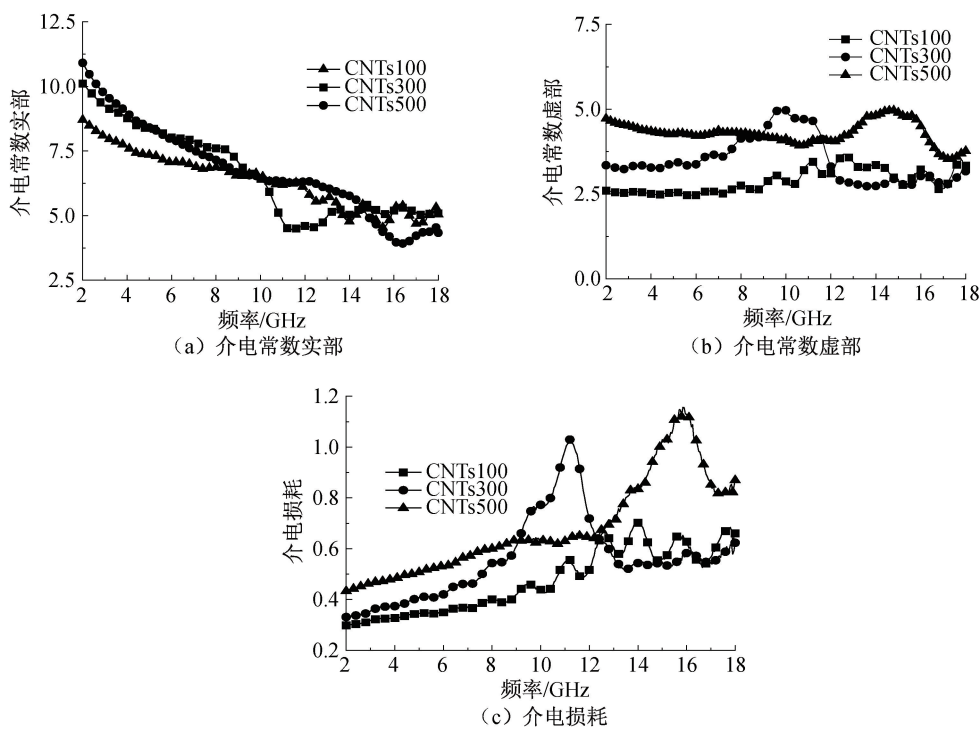 介电常数实部
12.5
10.0
7.5
5.0
2.5
CNTs100
CNTs300
CNTs500
2 4 6 8 10 12 14 16 18
频率/GHz
（a）介电常数实部
介电常数虚部
7.5
5.0
2.5
0.0
CNTs100
CNTs300
CNTs500
2 4 6 8 10 12 14 16 18
频率/GHz
（b）介电常数虚部
介电损耗
1.2
1.0
0.8
0.6
0.4
0.2
CNTs100
CNTs300
CNTs500
2 4 6 8 10 12 14 16 18
频率/GHz
（c）介电损耗